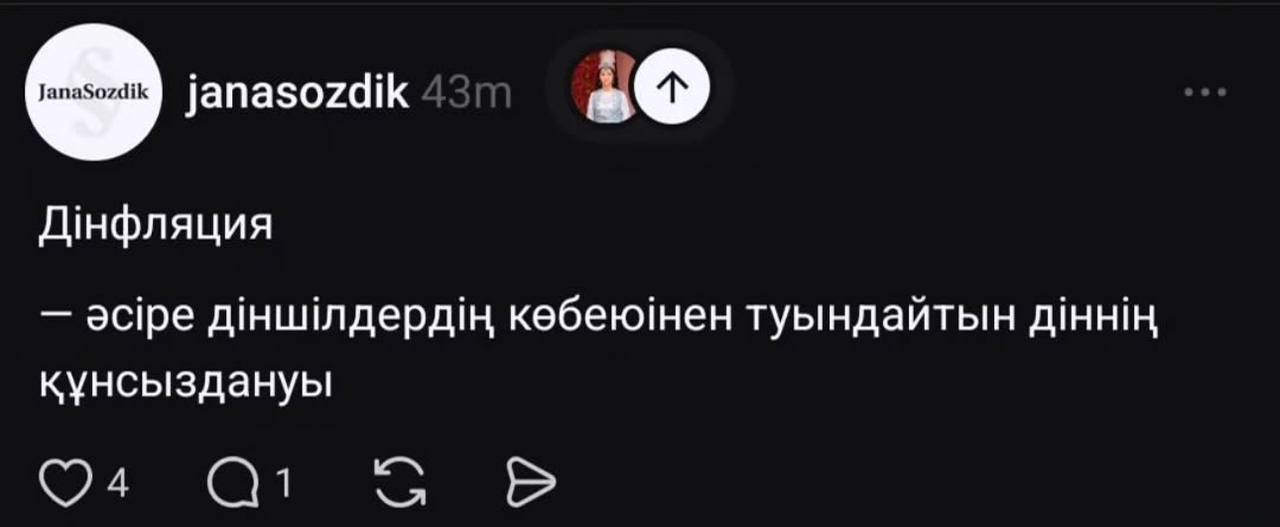 JanaSozdik
janasozdik 43m
Дінфляция
— әсіре діншілдердің көбеюінен туындайтын діннің
құнсыздануы
4 1